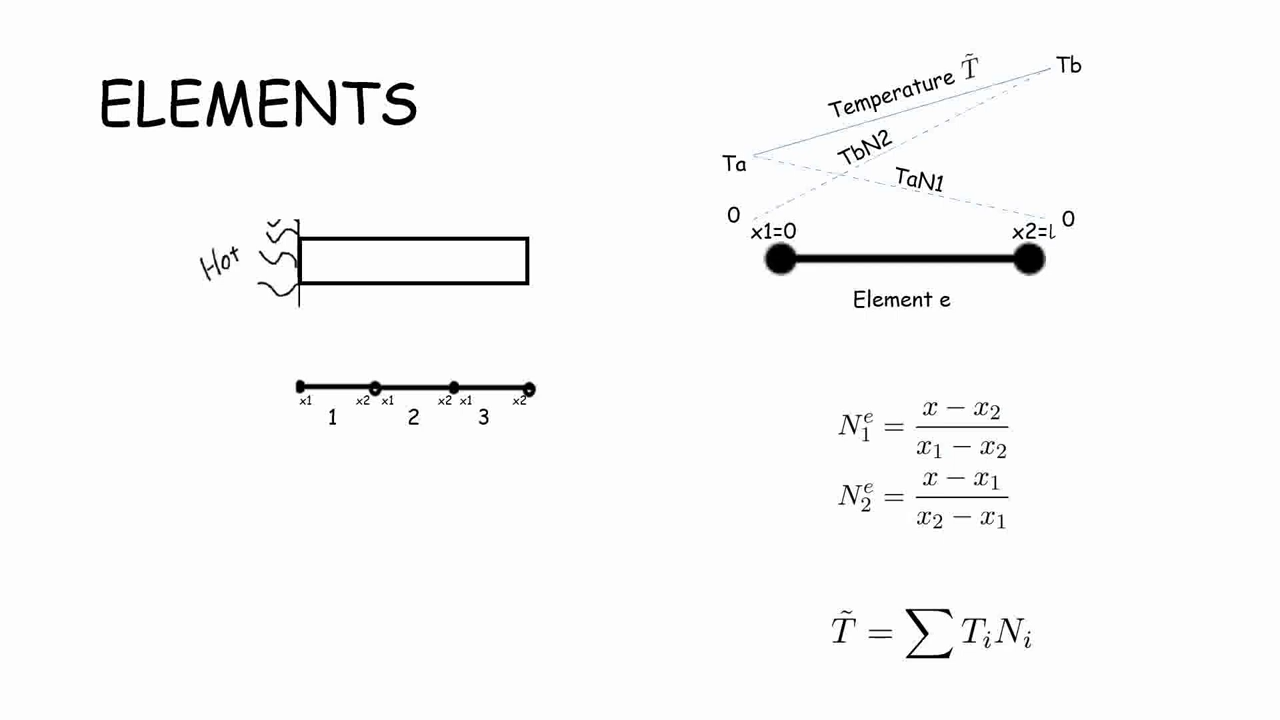 ELEMENTS
Hot
x1 x2 x1 x2 x1 x2
1 2 3
Temperature T̃
Tb
TbN2
Ta
TaN1
0 0
x1=0 x2=l
Element e
N₁ᵉ = (x − x₂)/(x₁ − x₂)
N₂ᵉ = (x − x₁)/(x₂ − x₁)
T̃ = ∑ TᵢNᵢ